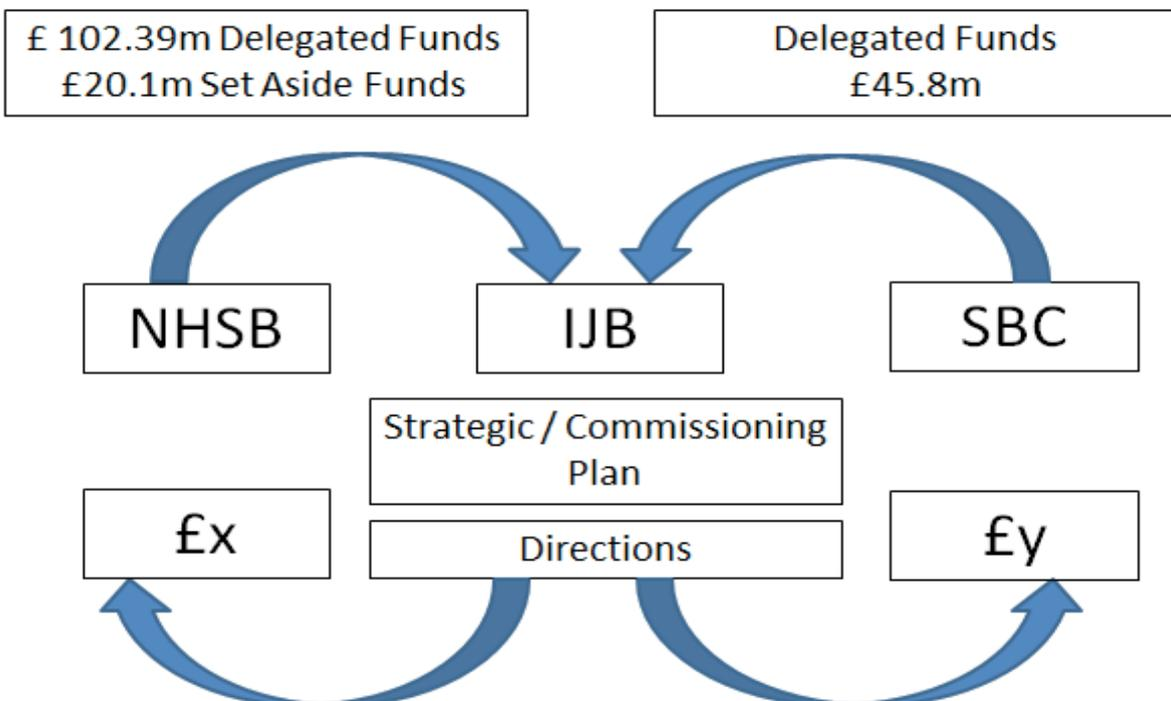 £ 102.39m Delegated Funds
£20.1m Set Aside Funds
Delegated Funds
£45.8m
NHSB
IJB
SBC
Strategic / Commissioning
Plan
£x
Directions
£y